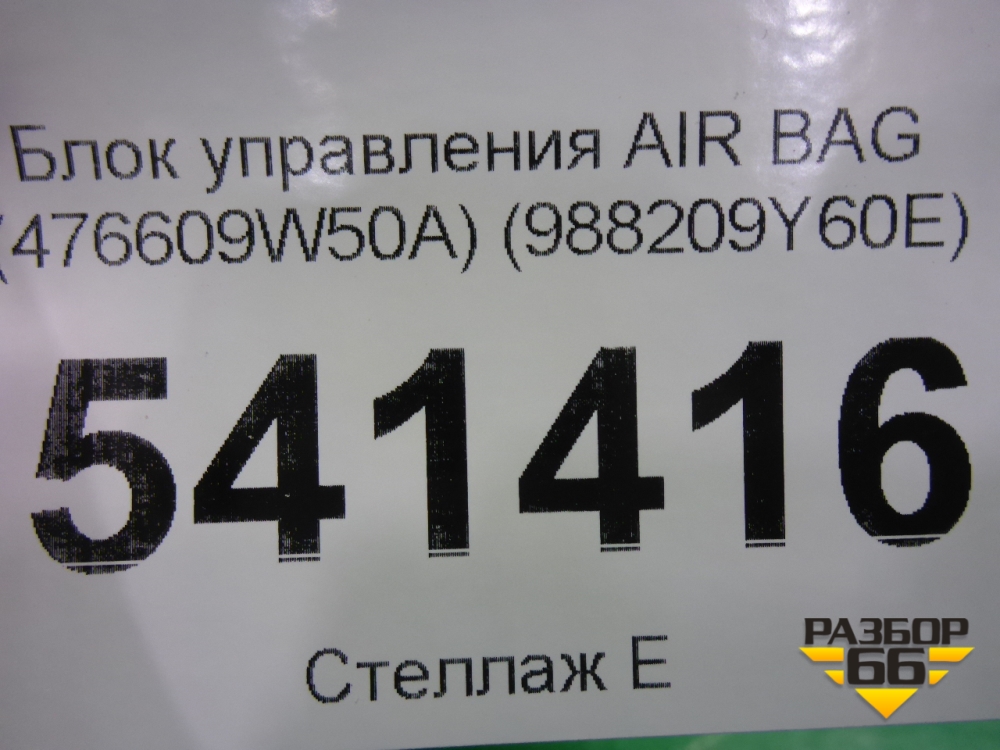 Блок управления AIR BAG
(476609W50A) (988209Y60E)
541416
Стеллаж Е
РАЗБОР
66